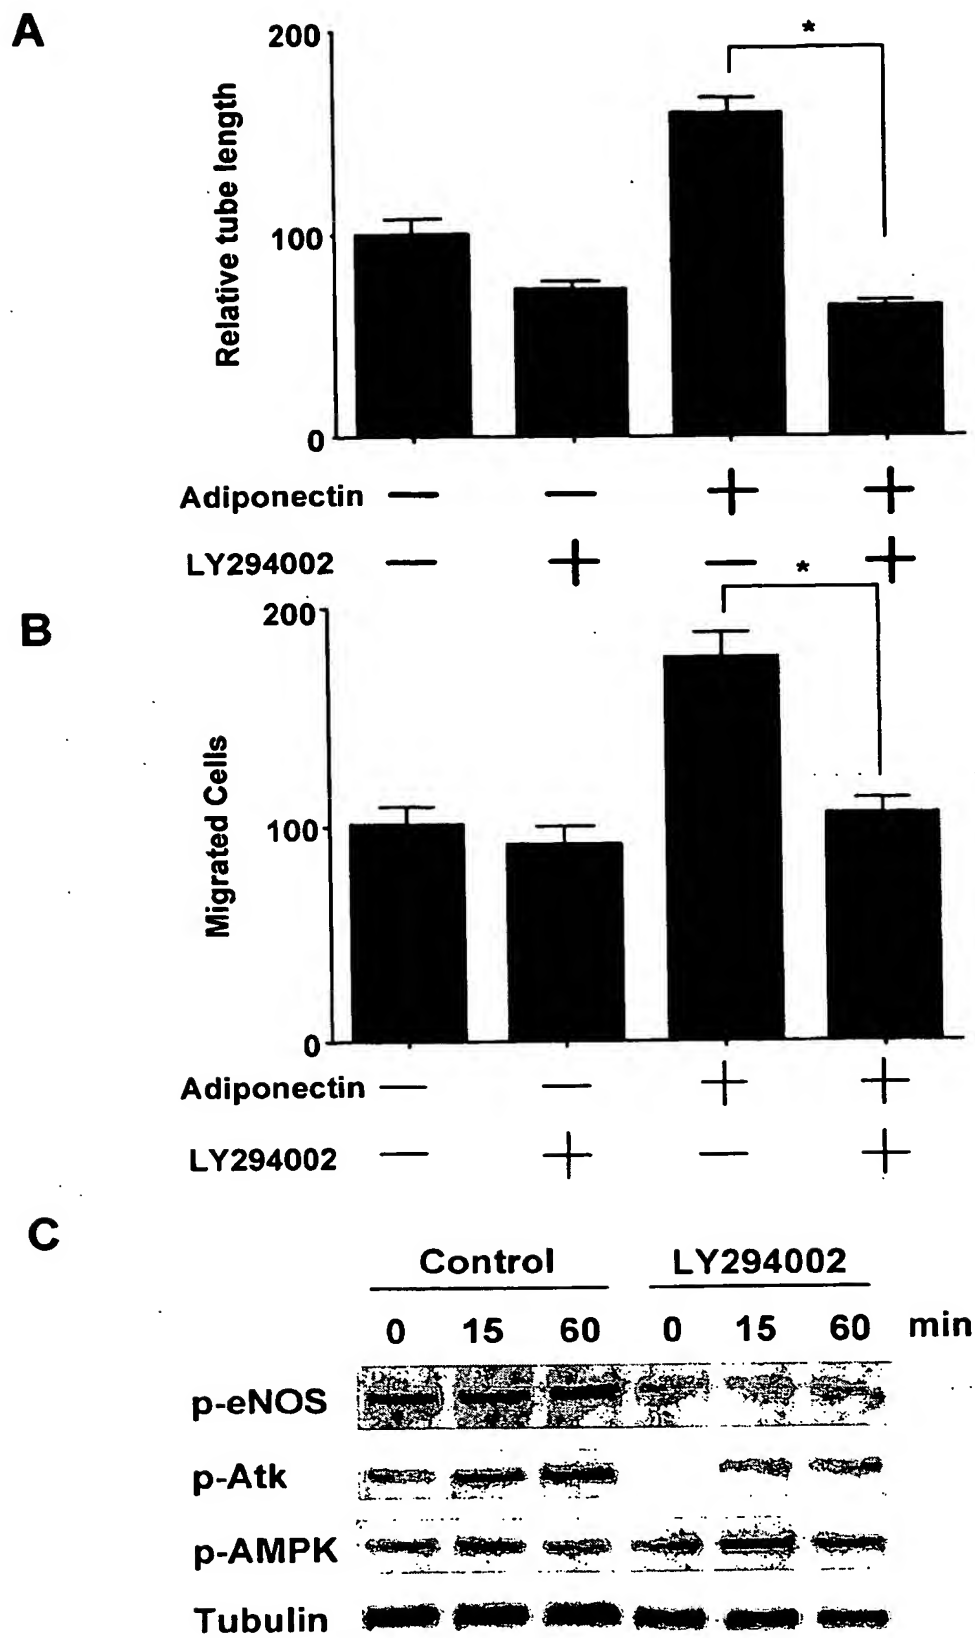 A
200
*
Relative tube length
100
0
Adiponectin — — + +
LY294002 — + — +
B
200
*
Migrated Cells
100
0
Adiponectin — — + +
LY294002 — + — +
C
Control LY294002
0 15 60 0 15 60 min
p-eNOS
p-Atk
p-AMPK
Tubulin